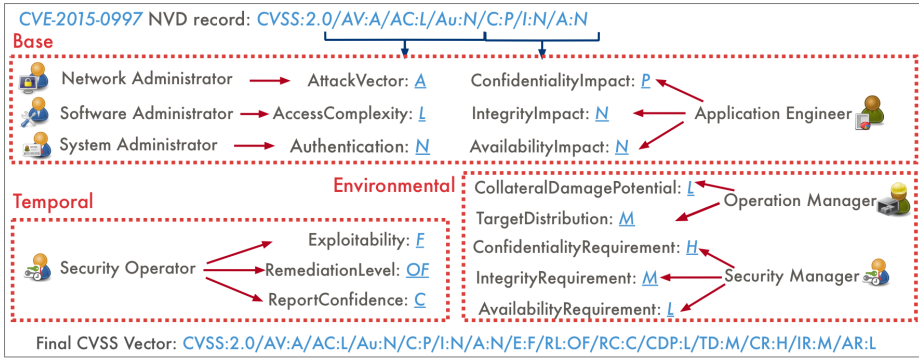 CVE-2015-0997 NVD record: CVSS:2.0/AV:A/AC:L/Au:N/C:P/I:N/A:N
Base
Network Administrator
AttackVector: A
Software Administrator
AccessComplexity: L
System Administrator
Authentication: N
ConfidentialityImpact: P
IntegrityImpact: N
AvailabilityImpact: N
Application Engineer
Temporal
Security Operator
Exploitability: F
RemediationLevel: OF
ReportConfidence: C
Environmental
CollateralDamagePotential: L
TargetDistribution: M
Operation Manager
ConfidentialityRequirement: H
IntegrityRequirement: M
AvailabilityRequirement: L
Security Manager
Final CVSS Vector: CVSS:2.0/AV:A/AC:L/Au:N/C:P/I:N/A:N/E:F/RL:OF/RC:C/CDP:L/TD:M/CR:H/IR:M/AR:L